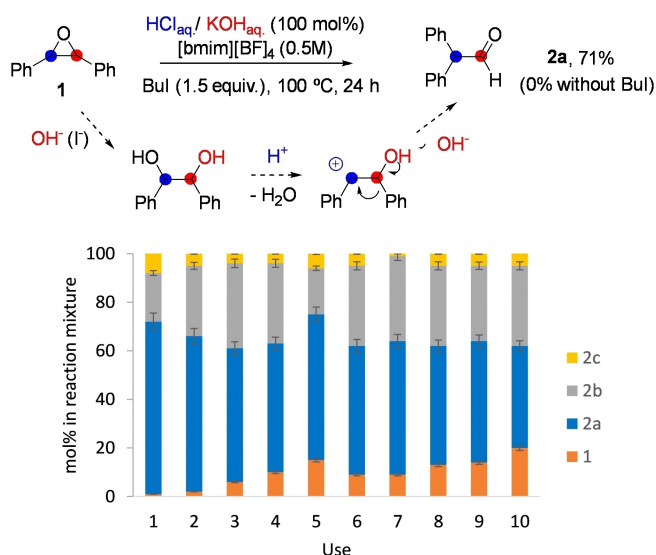 HClaq./ KOHaq. (100 mol%)
[bmim][BF]4 (0.5M)
BuI (1.5 equiv.), 100 ºC, 24 h
O
Ph
Ph
1
O
Ph
Ph
H
2a, 71%
(0% without BuI)
OH- (I-)
HO
OH
Ph
Ph
H+
- H2O
+
OH
OH-
Ph
Ph
mol% in reaction mixture
100
80
60
40
20
0
1 2 3 4 5 6 7 8 9 10
Use
2c
2b
2a
1